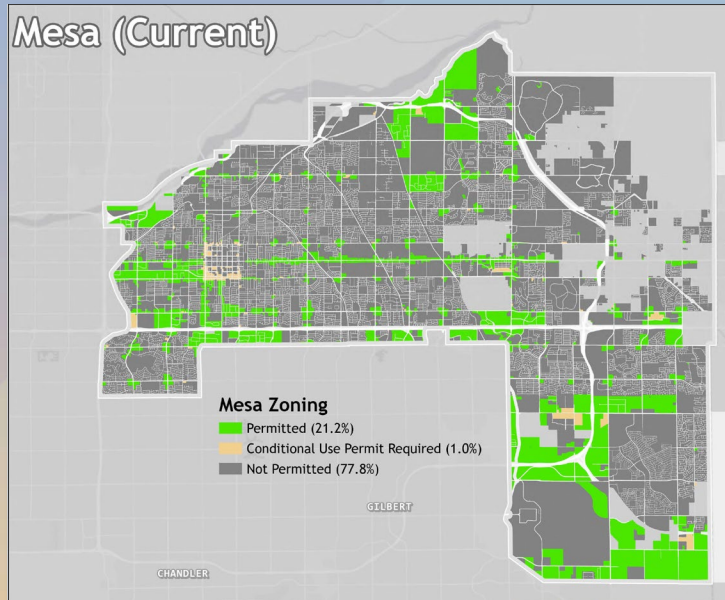 Mesa (Current)
Mesa Zoning
Permitted (21.2%)
Conditional Use Permit Required (1.0%)
Not Permitted (77.8%)
GILBERT
CHANDLER